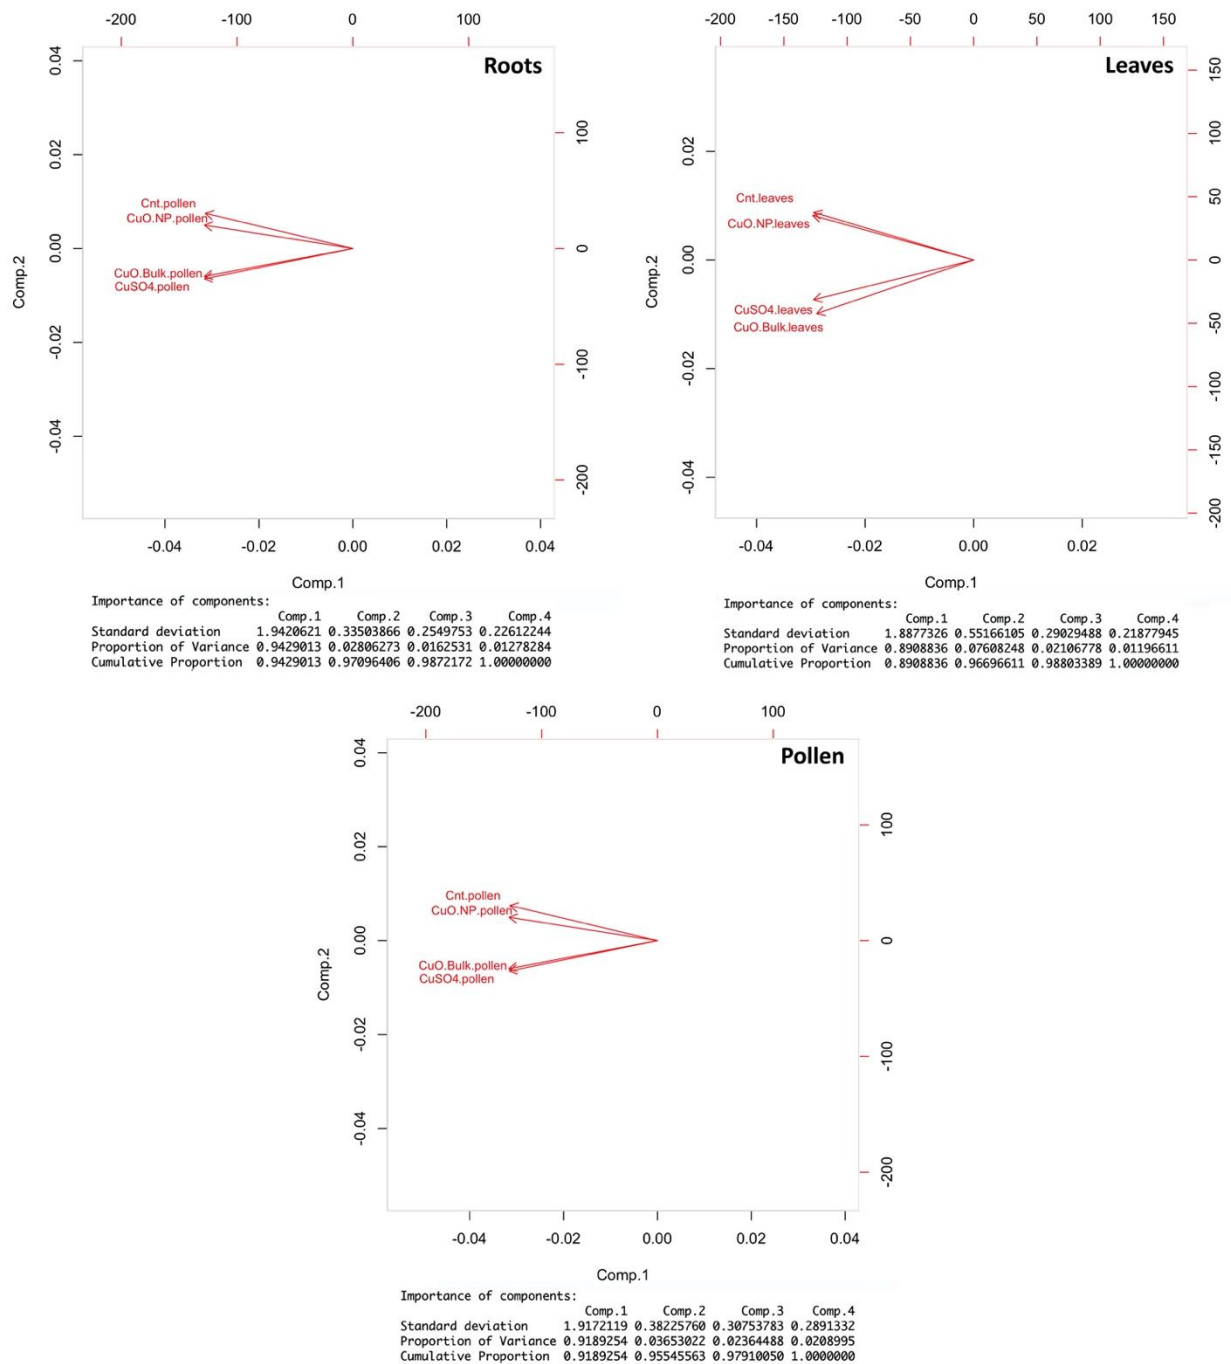 -200 -100 0 100
Roots
0.04
0.02
0.00
-0.02
-0.04
Comp.2
100
0
-100
-200
Cnt.pollen
CuO.NP.pollen
CuO.Bulk.pollen
CuSO4.pollen
-0.04 -0.02 0.00 0.02 0.04
Comp.1
Importance of components:
Comp.1 Comp.2 Comp.3 Comp.4
Standard deviation 1.9420621 0.33503866 0.2549753 0.22612244
Proportion of Variance 0.9429013 0.02806273 0.0162531 0.01278284
Cumulative Proportion 0.9429013 0.97096406 0.9872172 1.00000000
-200 -150 -100 -50 0 50 100 150
Leaves
0.02
0.00
-0.02
-0.04
Comp.2
150
100
50
0
-50
-100
-150
-200
Cnt.leaves
CuO.NP.leaves
CuSO4.leaves
CuO.Bulk.leaves
-0.04 -0.02 0.00 0.02
Comp.1
Importance of components:
Comp.1 Comp.2 Comp.3 Comp.4
Standard deviation 1.8877326 0.55166105 0.29029488 0.21877945
Proportion of Variance 0.8908836 0.07608248 0.02106778 0.01196611
Cumulative Proportion 0.8908836 0.96696611 0.98803389 1.00000000
-200 -100 0 100
Pollen
0.04
0.02
0.00
-0.02
-0.04
Comp.2
100
0
-100
-200
Cnt.pollen
CuO.NP.pollen
CuO.Bulk.pollen
CuSO4.pollen
-0.04 -0.02 0.00 0.02 0.04
Comp.1
Importance of components:
Comp.1 Comp.2 Comp.3 Comp.4
Standard deviation 1.9172119 0.38225760 0.30753783 0.2891332
Proportion of Variance 0.9189254 0.03653022 0.02364488 0.0208995
Cumulative Proportion 0.9189254 0.95545563 0.97910050 1.0000000